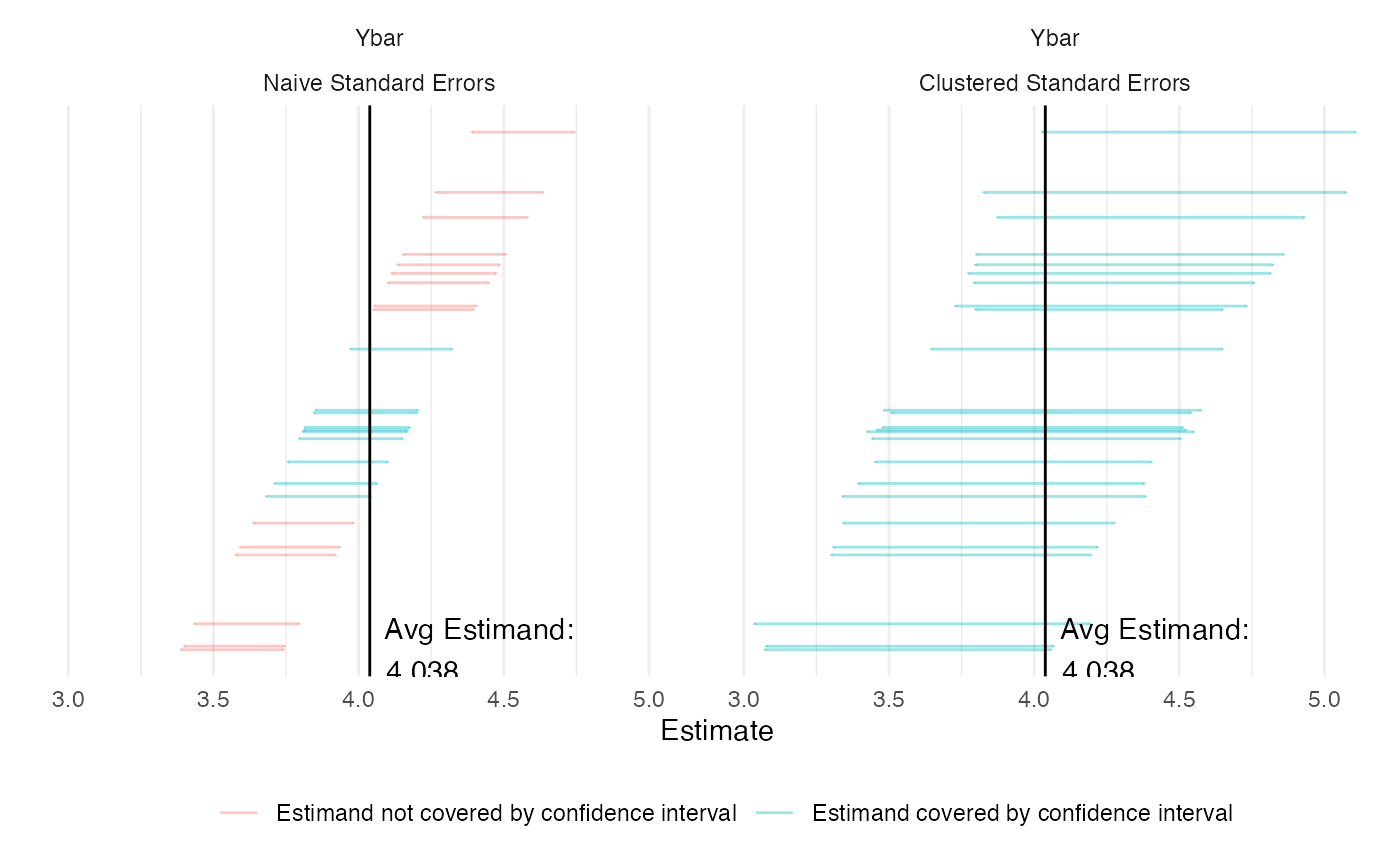 Ybar
Naive Standard Errors
Ybar
Clustered Standard Errors
Avg Estimand:
4.038
Avg Estimand:
4.038
3.0 3.5 4.0 4.5 5.0
3.0 3.5 4.0 4.5 5.0
Estimate
Estimand not covered by confidence interval
Estimand covered by confidence interval